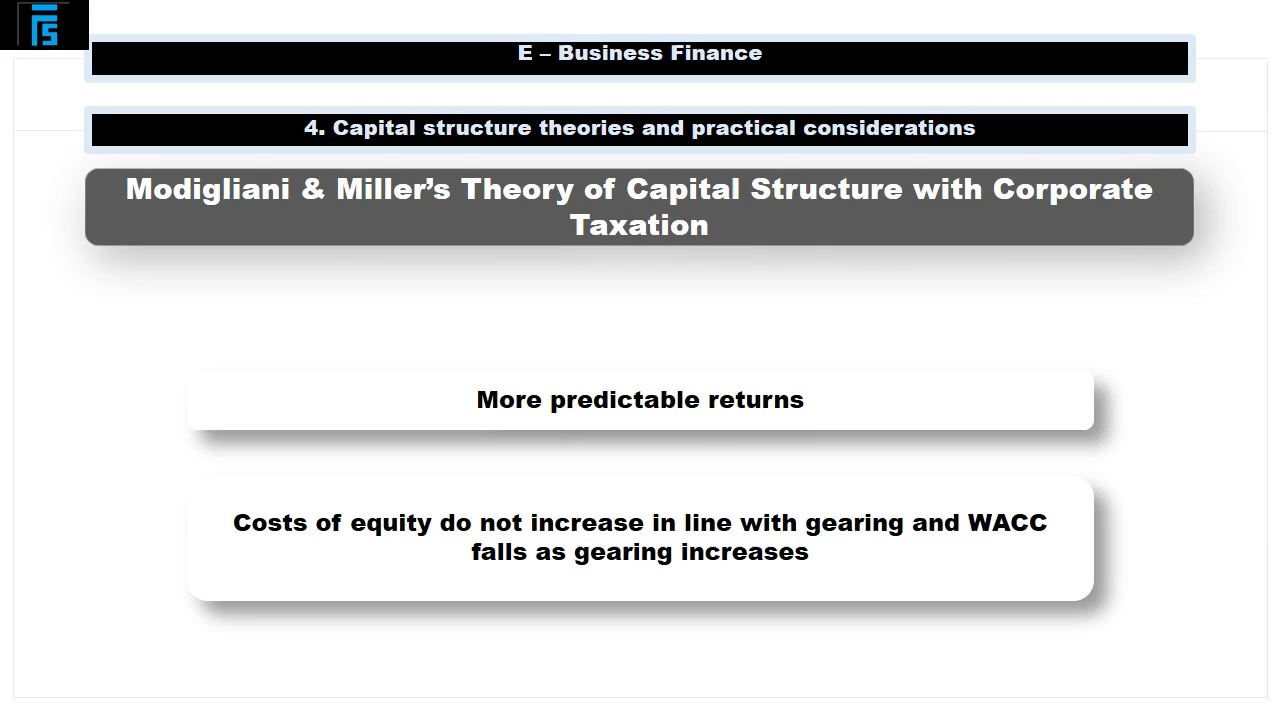 E – Business Finance
4. Capital structure theories and practical considerations
Modigliani & Miller’s Theory of Capital Structure with Corporate
Taxation
More predictable returns
Costs of equity do not increase in line with gearing and WACC
falls as gearing increases